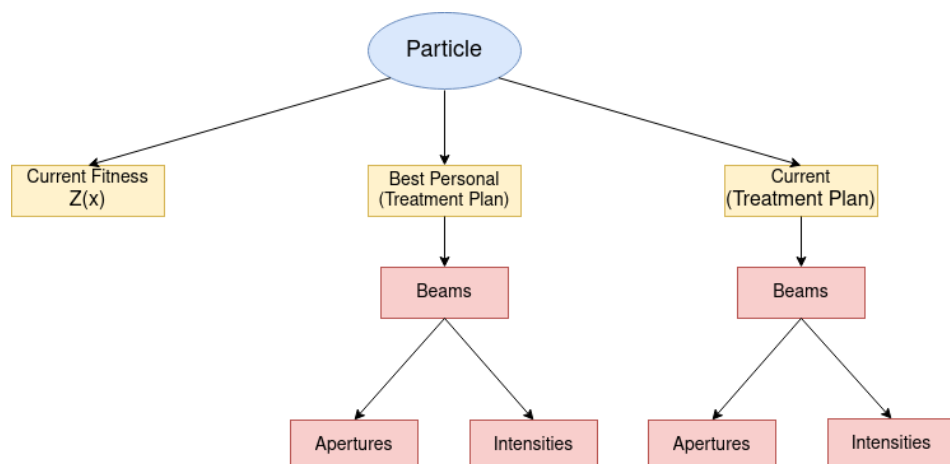 Particle
Current Fitness
Z(x)
Best Personal
(Treatment Plan)
Current
(Treatment Plan)
Beams
Beams
Apertures
Intensities
Apertures
Intensities